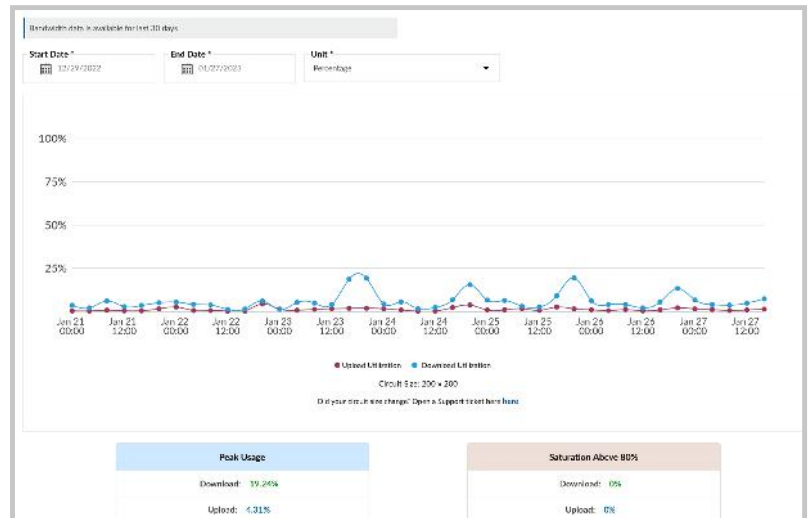 Bandwidth data is available for last 30 days
Start Date *
End Date *
Unit *
12/29/2022
01/27/2023
Percentage
100%
75%
50%
25%
Jan 21 00:00
Jan 21 12:00
Jan 22 00:00
Jan 22 12:00
Jan 23 00:00
Jan 23 12:00
Jan 24 00:00
Jan 24 12:00
Jan 25 00:00
Jan 25 12:00
Jan 26 00:00
Jan 26 12:00
Jan 27 00:00
Jan 27 12:00
Upload Utilization
Download Utilization
Circuit Size: 200 x 200
Did your circuit size change? Open a Support ticket here here
Peak Usage
Saturation Above 80%
Download: 19.24%
Download: 0%
Upload: 4.31%
Upload: 0%